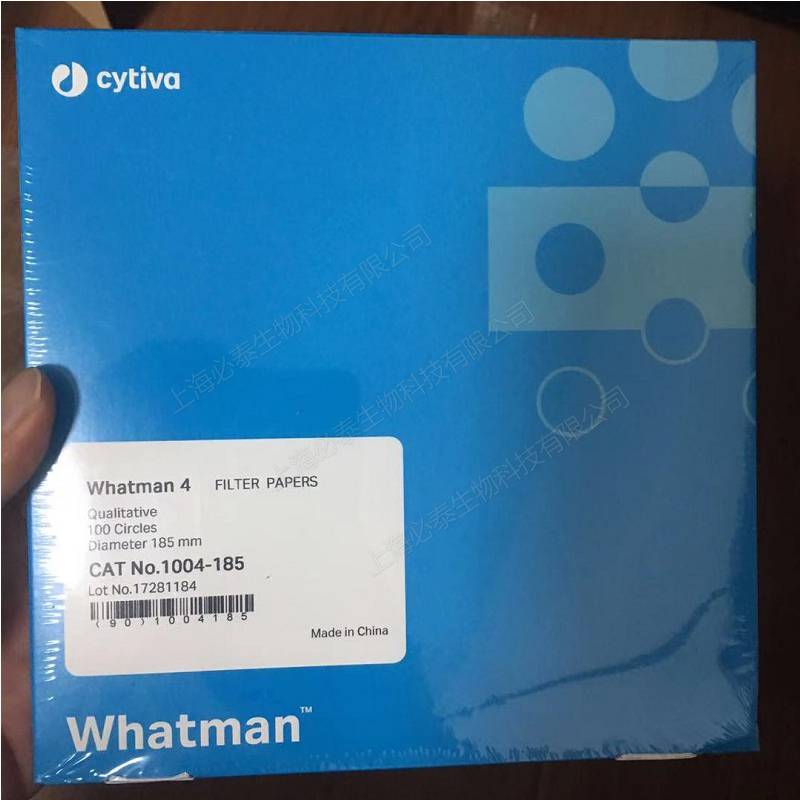 cytiva
上海必泰生物科技有限公司
上海必泰生物科技有限公司
上海必泰生物科技有限公司
Whatman 4 FILTER PAPERS
Qualitative
100 Circles
Diameter 185 mm
CAT No.1004-185
Lot No.17281184
(90)1004185
Made in China
Whatman™